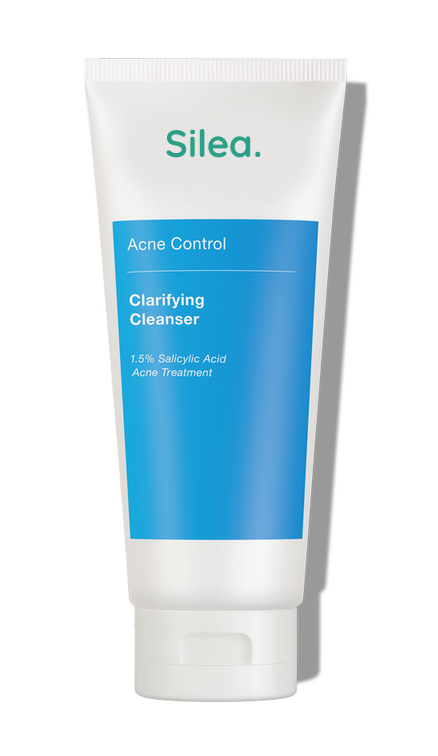 Silea.
Acne Control
Clarifying
Cleanser
1.5% Salicylic Acid
Acne Treatment